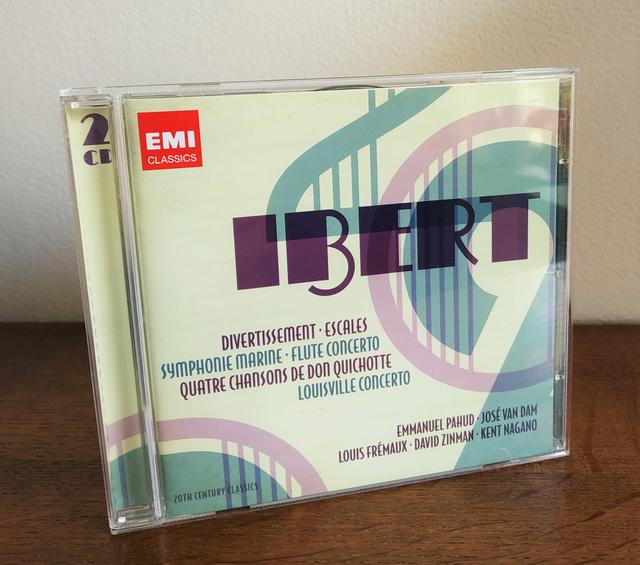 2
CD
EMI
CLASSICS
IBERT
DIVERTISSEMENT · ESCALES
SYMPHONIE MARINE · FLUTE CONCERTO
QUATRE CHANSONS DE DON QUICHOTTE
LOUISVILLE CONCERTO
EMMANUEL PAHUD · JOSÉ VAN DAM
LOUIS FRÉMAUX · DAVID ZINMAN · KENT NAGANO
20TH CENTURY CLASSICS